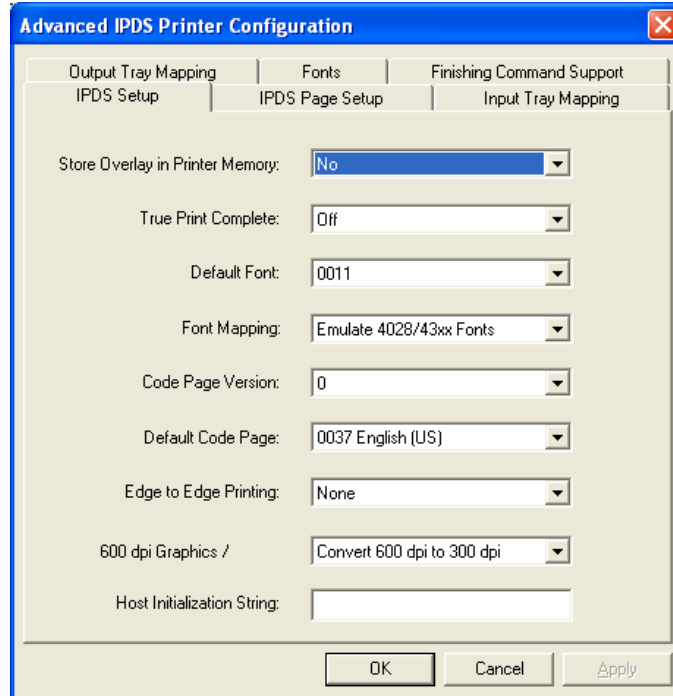 Advanced IPDS Printer Configuration
Output Tray Mapping Fonts Finishing Command Support
IPDS Setup IPDS Page Setup Input Tray Mapping
Store Overlay in Printer Memory: No
True Print Complete: Off
Default Font: 0011
Font Mapping: Emulate 4028/43xx Fonts
Code Page Version: 0
Default Code Page: 0037 English (US)
Edge to Edge Printing: None
600 dpi Graphics / Convert 600 dpi to 300 dpi
Host Initialization String:
OK Cancel Apply